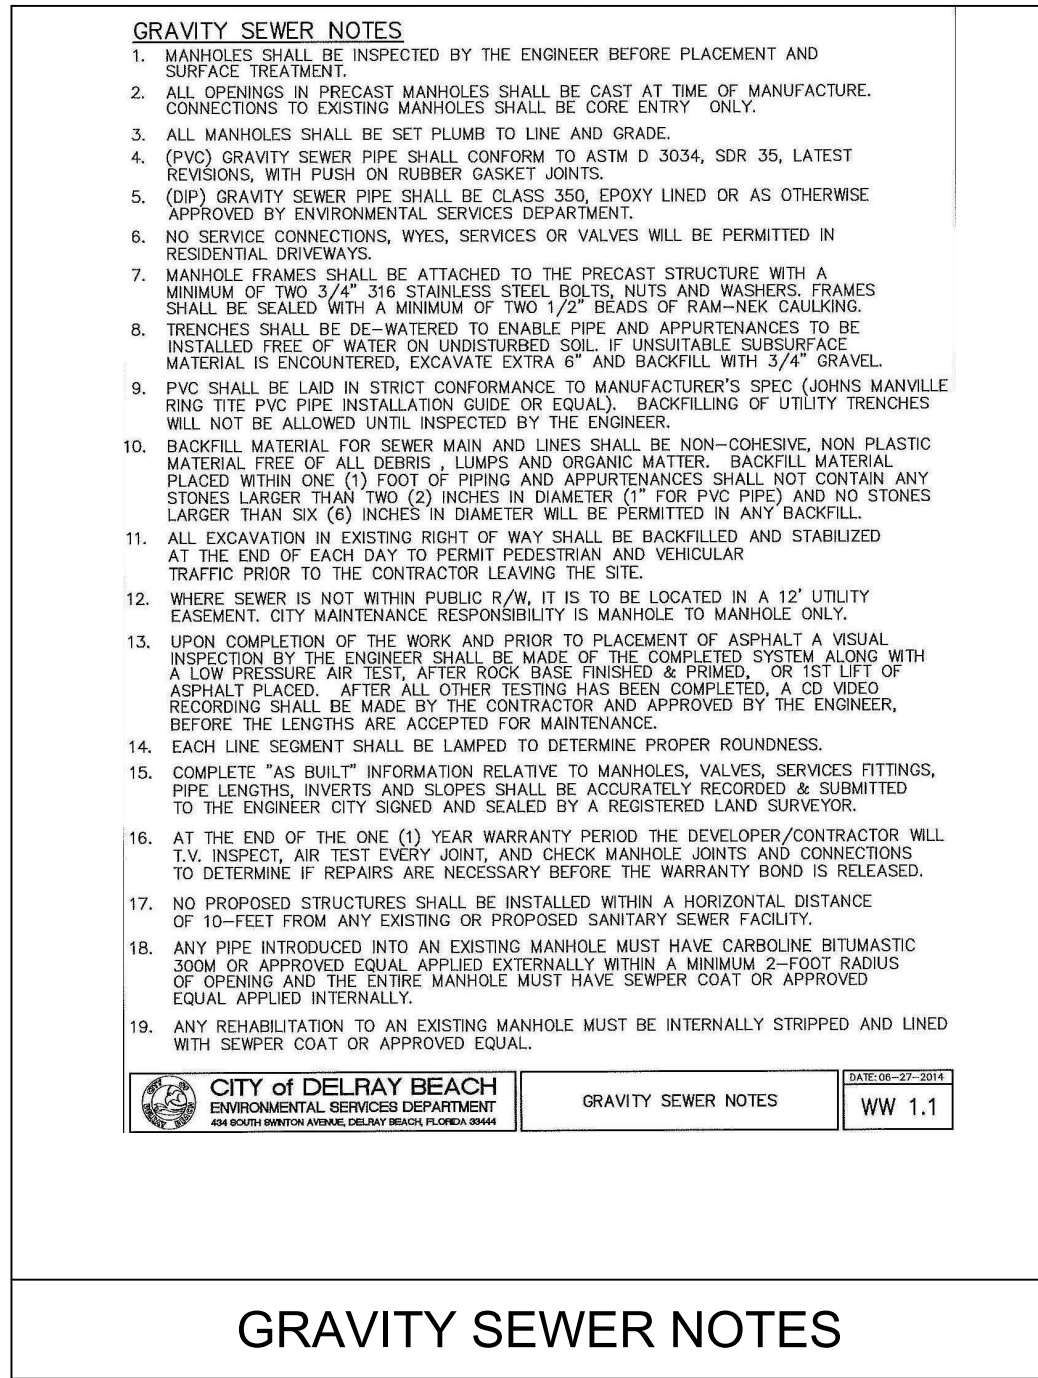 GRAVITY SEWER NOTES
1. MANHOLES SHALL BE INSPECTED BY THE ENGINEER BEFORE PLACEMENT AND
SURFACE TREATMENT.
2. ALL OPENINGS IN PRECAST MANHOLES SHALL BE CAST AT TIME OF MANUFACTURE.
CONNECTIONS TO EXISTING MANHOLES SHALL BE CORE ENTRY ONLY.
3. ALL MANHOLES SHALL BE SET PLUMB TO LINE AND GRADE.
4. (PVC) GRAVITY SEWER PIPE SHALL CONFORM TO ASTM D 3034, SDR 35, LATEST
REVISIONS, WITH PUSH ON RUBBER GASKET JOINTS.
5. (DIP) GRAVITY SEWER PIPE SHALL BE CLASS 350, EPOXY LINED OR AS OTHERWISE
APPROVED BY ENVIRONMENTAL SERVICES DEPARTMENT.
6. NO SERVICE CONNECTIONS, WYES, SERVICES OR VALVES WILL BE PERMITTED IN
RESIDENTIAL DRIVEWAYS.
7. MANHOLE FRAMES SHALL BE ATTACHED TO THE PRECAST STRUCTURE WITH A
MINIMUM OF TWO 3/4" 316 STAINLESS STEEL BOLTS, NUTS AND WASHERS. FRAMES
SHALL BE SEALED WITH A MINIMUM OF TWO 1/2" BEADS OF RAM-NEK CAULKING.
8. TRENCHES SHALL BE DE-WATERED TO ENABLE PIPE AND APPURTENANCES TO BE
INSTALLED FREE OF WATER ON UNDISTURBED SOIL. IF UNSUITABLE SUBSURFACE
MATERIAL IS ENCOUNTERED, EXCAVATE EXTRA 6" AND BACKFILL WITH 3/4" GRAVEL.
9. PVC SHALL BE LAID IN STRICT CONFORMANCE TO MANUFACTURER'S SPEC (JOHNS MANVILLE
RING TITE PVC PIPE INSTALLATION GUIDE OR EQUAL). BACKFILLING OF UTILITY TRENCHES
WILL NOT BE ALLOWED UNTIL INSPECTED BY THE ENGINEER.
10. BACKFILL MATERIAL FOR SEWER MAIN AND LINES SHALL BE NON-COHESIVE, NON PLASTIC
MATERIAL FREE OF ALL DEBRIS , LUMPS AND ORGANIC MATTER. BACKFILL MATERIAL
PLACED WITHIN ONE (1) FOOT OF PIPING AND APPURTENANCES SHALL NOT CONTAIN ANY
STONES LARGER THAN TWO (2) INCHES IN DIAMETER (1" FOR PVC PIPE) AND NO STONES
LARGER THAN SIX (6) INCHES IN DIAMETER WILL BE PERMITTED IN ANY BACKFILL.
11. ALL EXCAVATION IN EXISTING RIGHT OF WAY SHALL BE BACKFILLED AND STABILIZED
AT THE END OF EACH DAY TO PERMIT PEDESTRIAN AND VEHICULAR
TRAFFIC PRIOR TO THE CONTRACTOR LEAVING THE SITE.
12. WHERE SEWER IS NOT WITHIN PUBLIC R/W, IT IS TO BE LOCATED IN A 12' UTILITY
EASEMENT. CITY MAINTENANCE RESPONSIBILITY IS MANHOLE TO MANHOLE ONLY.
13. UPON COMPLETION OF THE WORK AND PRIOR TO PLACEMENT OF ASPHALT A VISUAL
INSPECTION BY THE ENGINEER SHALL BE MADE OF THE COMPLETED SYSTEM ALONG WITH
A LOW PRESSURE AIR TEST, AFTER ROCK BASE FINISHED & PRIMED, OR 1ST LIFT OF
ASPHALT PLACED. AFTER ALL OTHER TESTING HAS BEEN COMPLETED, A CD VIDEO
RECORDING SHALL BE MADE BY THE CONTRACTOR AND APPROVED BY THE ENGINEER,
BEFORE THE LENGTHS ARE ACCEPTED FOR MAINTENANCE.
14. EACH LINE SEGMENT SHALL BE LAMPED TO DETERMINE PROPER ROUNDNESS.
15. COMPLETE "AS BUILT" INFORMATION RELATIVE TO MANHOLES, VALVES, SERVICES FITTINGS,
PIPE LENGTHS, INVERTS AND SLOPES SHALL BE ACCURATELY RECORDED & SUBMITTED
TO THE ENGINEER CITY SIGNED AND SEALED BY A REGISTERED LAND SURVEYOR.
16. AT THE END OF THE ONE (1) YEAR WARRANTY PERIOD THE DEVELOPER/CONTRACTOR WILL
T.V. INSPECT, AIR TEST EVERY JOINT, AND CHECK MANHOLE JOINTS AND CONNECTIONS
TO DETERMINE IF REPAIRS ARE NECESSARY BEFORE THE WARRANTY BOND IS RELEASED.
17. NO PROPOSED STRUCTURES SHALL BE INSTALLED WITHIN A HORIZONTAL DISTANCE
OF 10-FEET FROM ANY EXISTING OR PROPOSED SANITARY SEWER FACILITY.
18. ANY PIPE INTRODUCED INTO AN EXISTING MANHOLE MUST HAVE CARBOLINE BITUMASTIC
300M OR APPROVED EQUAL APPLIED EXTERNALLY WITHIN A MINIMUM 2-FOOT RADIUS
OF OPENING AND THE ENTIRE MANHOLE MUST HAVE SEWPER COAT OR APPROVED
EQUAL APPLIED INTERNALLY.
19. ANY REHABILITATION TO AN EXISTING MANHOLE MUST BE INTERNALLY STRIPPED AND LINED
WITH SEWPER COAT OR APPROVED EQUAL.
CITY of DELRAY BEACH
ENVIRONMENTAL SERVICES DEPARTMENT
434 SOUTH SWINTON AVENUE, DELRAY BEACH, FLORIDA 33444
GRAVITY SEWER NOTES
DATE: 06-27-2014
WW 1.1
GRAVITY SEWER NOTES